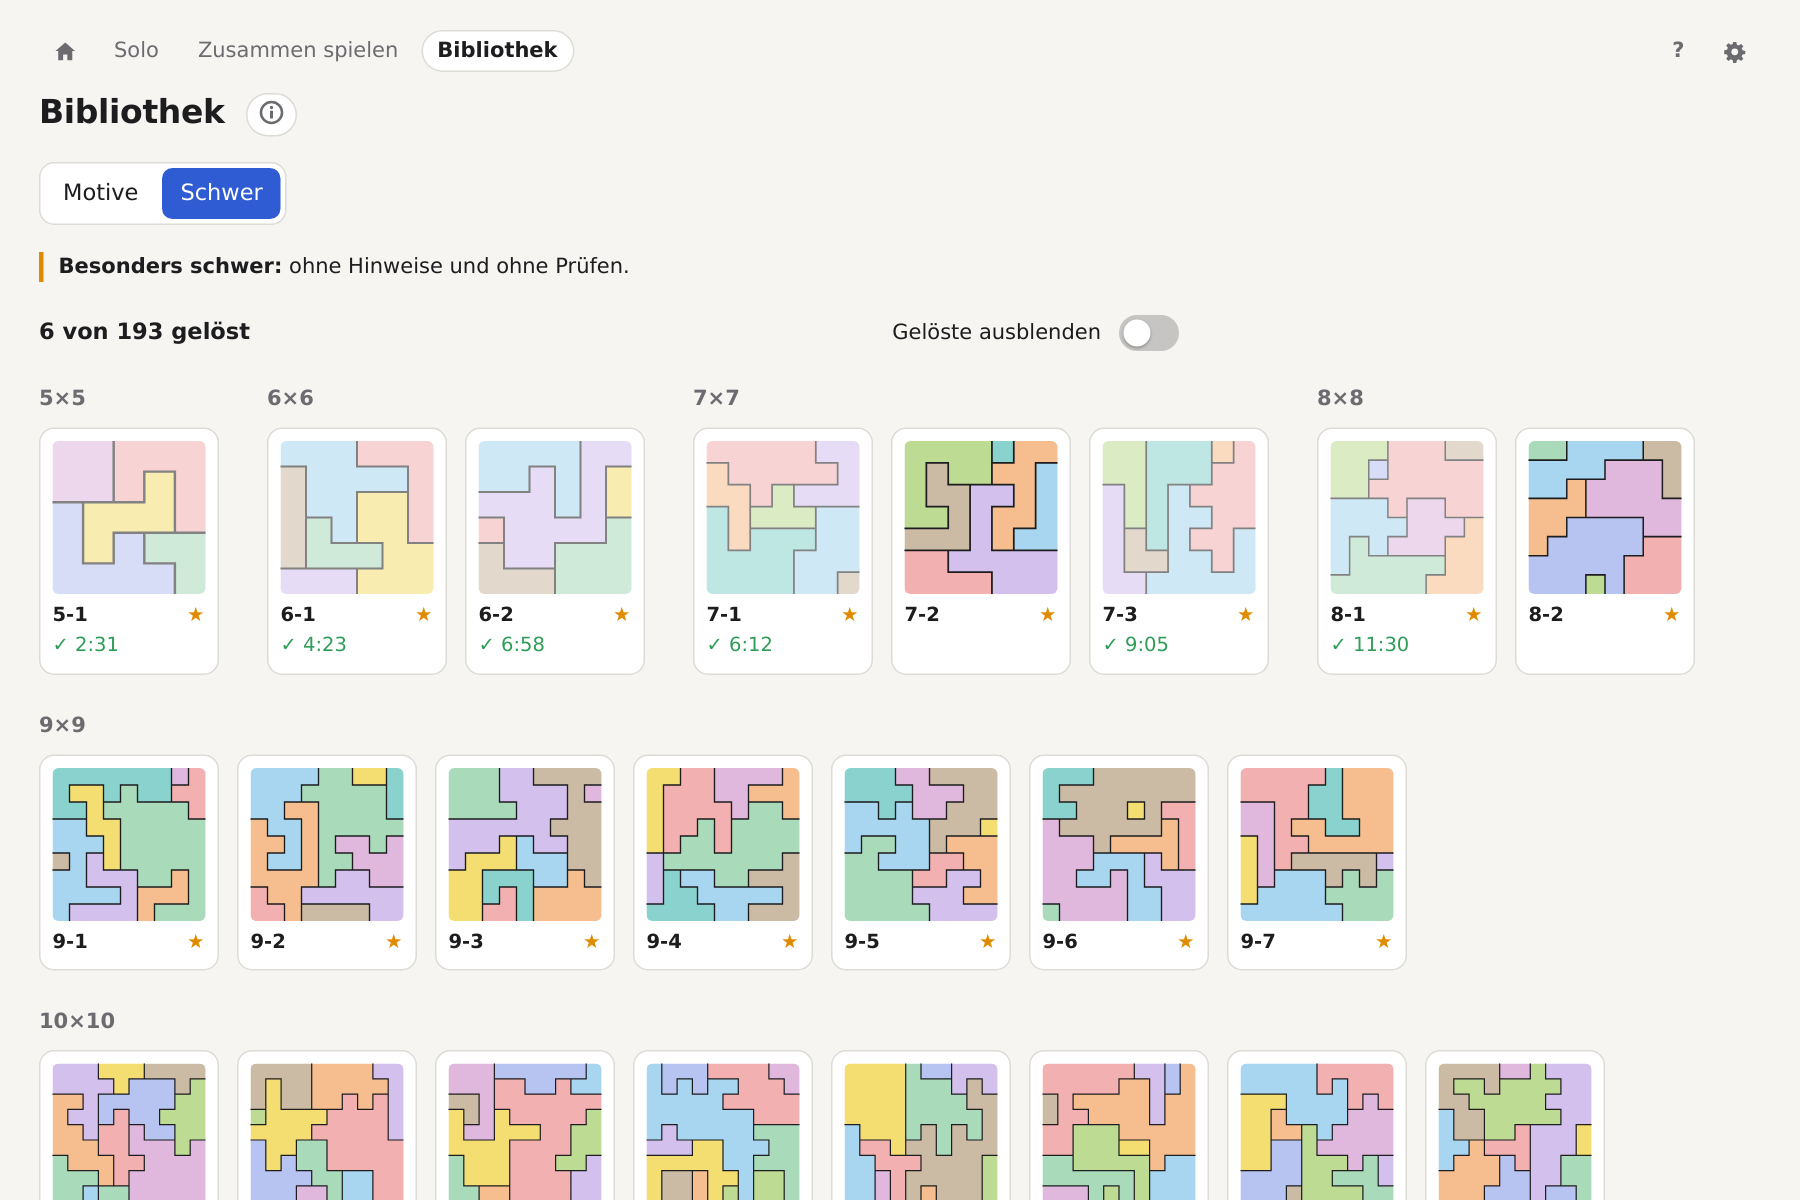 Solo Zusammen spielen Bibliothek ?
Bibliothek
Motive Schwer
Besonders schwer: ohne Hinweise und ohne Prüfen.
6 von 193 gelöst Gelöste ausblenden
5×5 6×6 7×7 8×8
5-1 ★ 6-1 ★ 6-2 ★ 7-1 ★ 7-2 ★ 7-3 ★ 8-1 ★ 8-2 ★
✓ 2:31 ✓ 4:23 ✓ 6:58 ✓ 6:12 ✓ 9:05 ✓ 11:30
9×9
9-1 ★ 9-2 ★ 9-3 ★ 9-4 ★ 9-5 ★ 9-6 ★ 9-7 ★
10×10